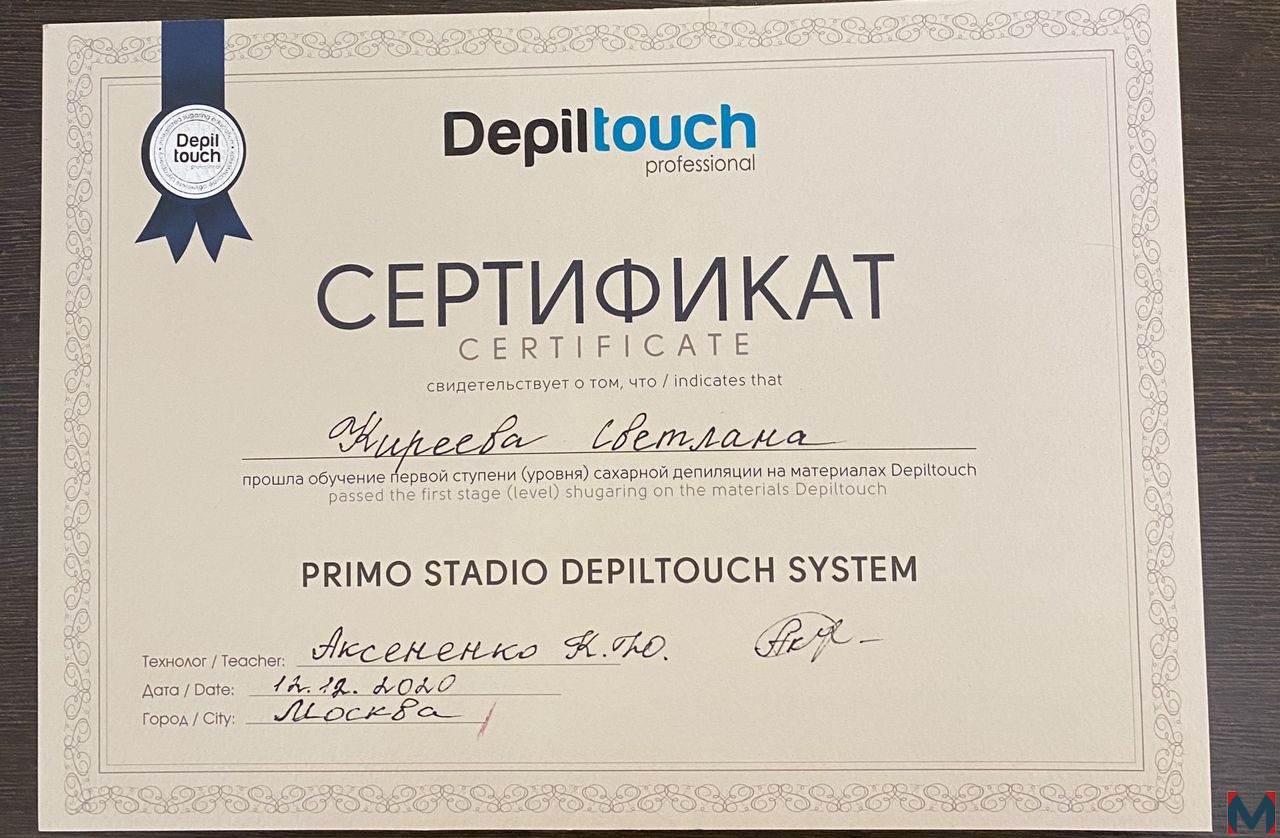 Depil
touch
Depiltouch
professional
СЕРТИФИКАТ
CERTIFICATE
свидетельствует о том, что / indicates that
Киреева Светлана
прошла обучение первой ступени (уровня) сахарной депиляции на материалах Depiltouch
passed the first stage (level) shugaring on the materials Depiltouch
PRIMO STADIO DEPILTOUCH SYSTEM
Технолог / Teacher: Аксененко К.Ю.
Дата / Date: 12.12.2020
Город / City: Москва
M